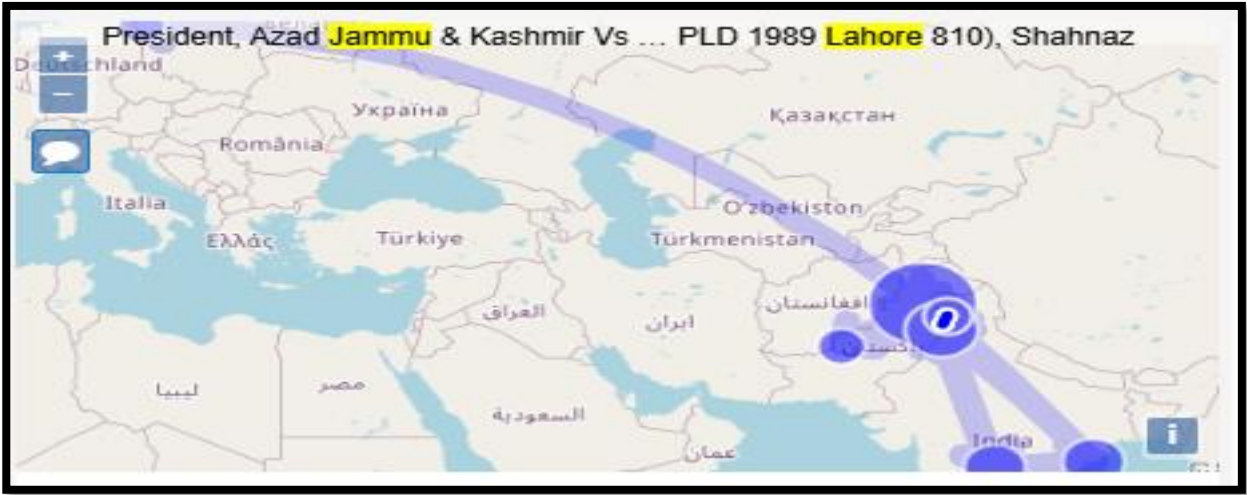 President, Azad Jammu & Kashmir Vs ... PLD 1989 Lahore 810), Shahnaz
+
Deutschland
−
Україна
Қазақстан
România
Italia
O'zbekiston
Ελλάς
Türkiye
Türkmenistan
افغانستان
العراق
ایران
ليبيا
مصر
السعودية
عمان
India
i